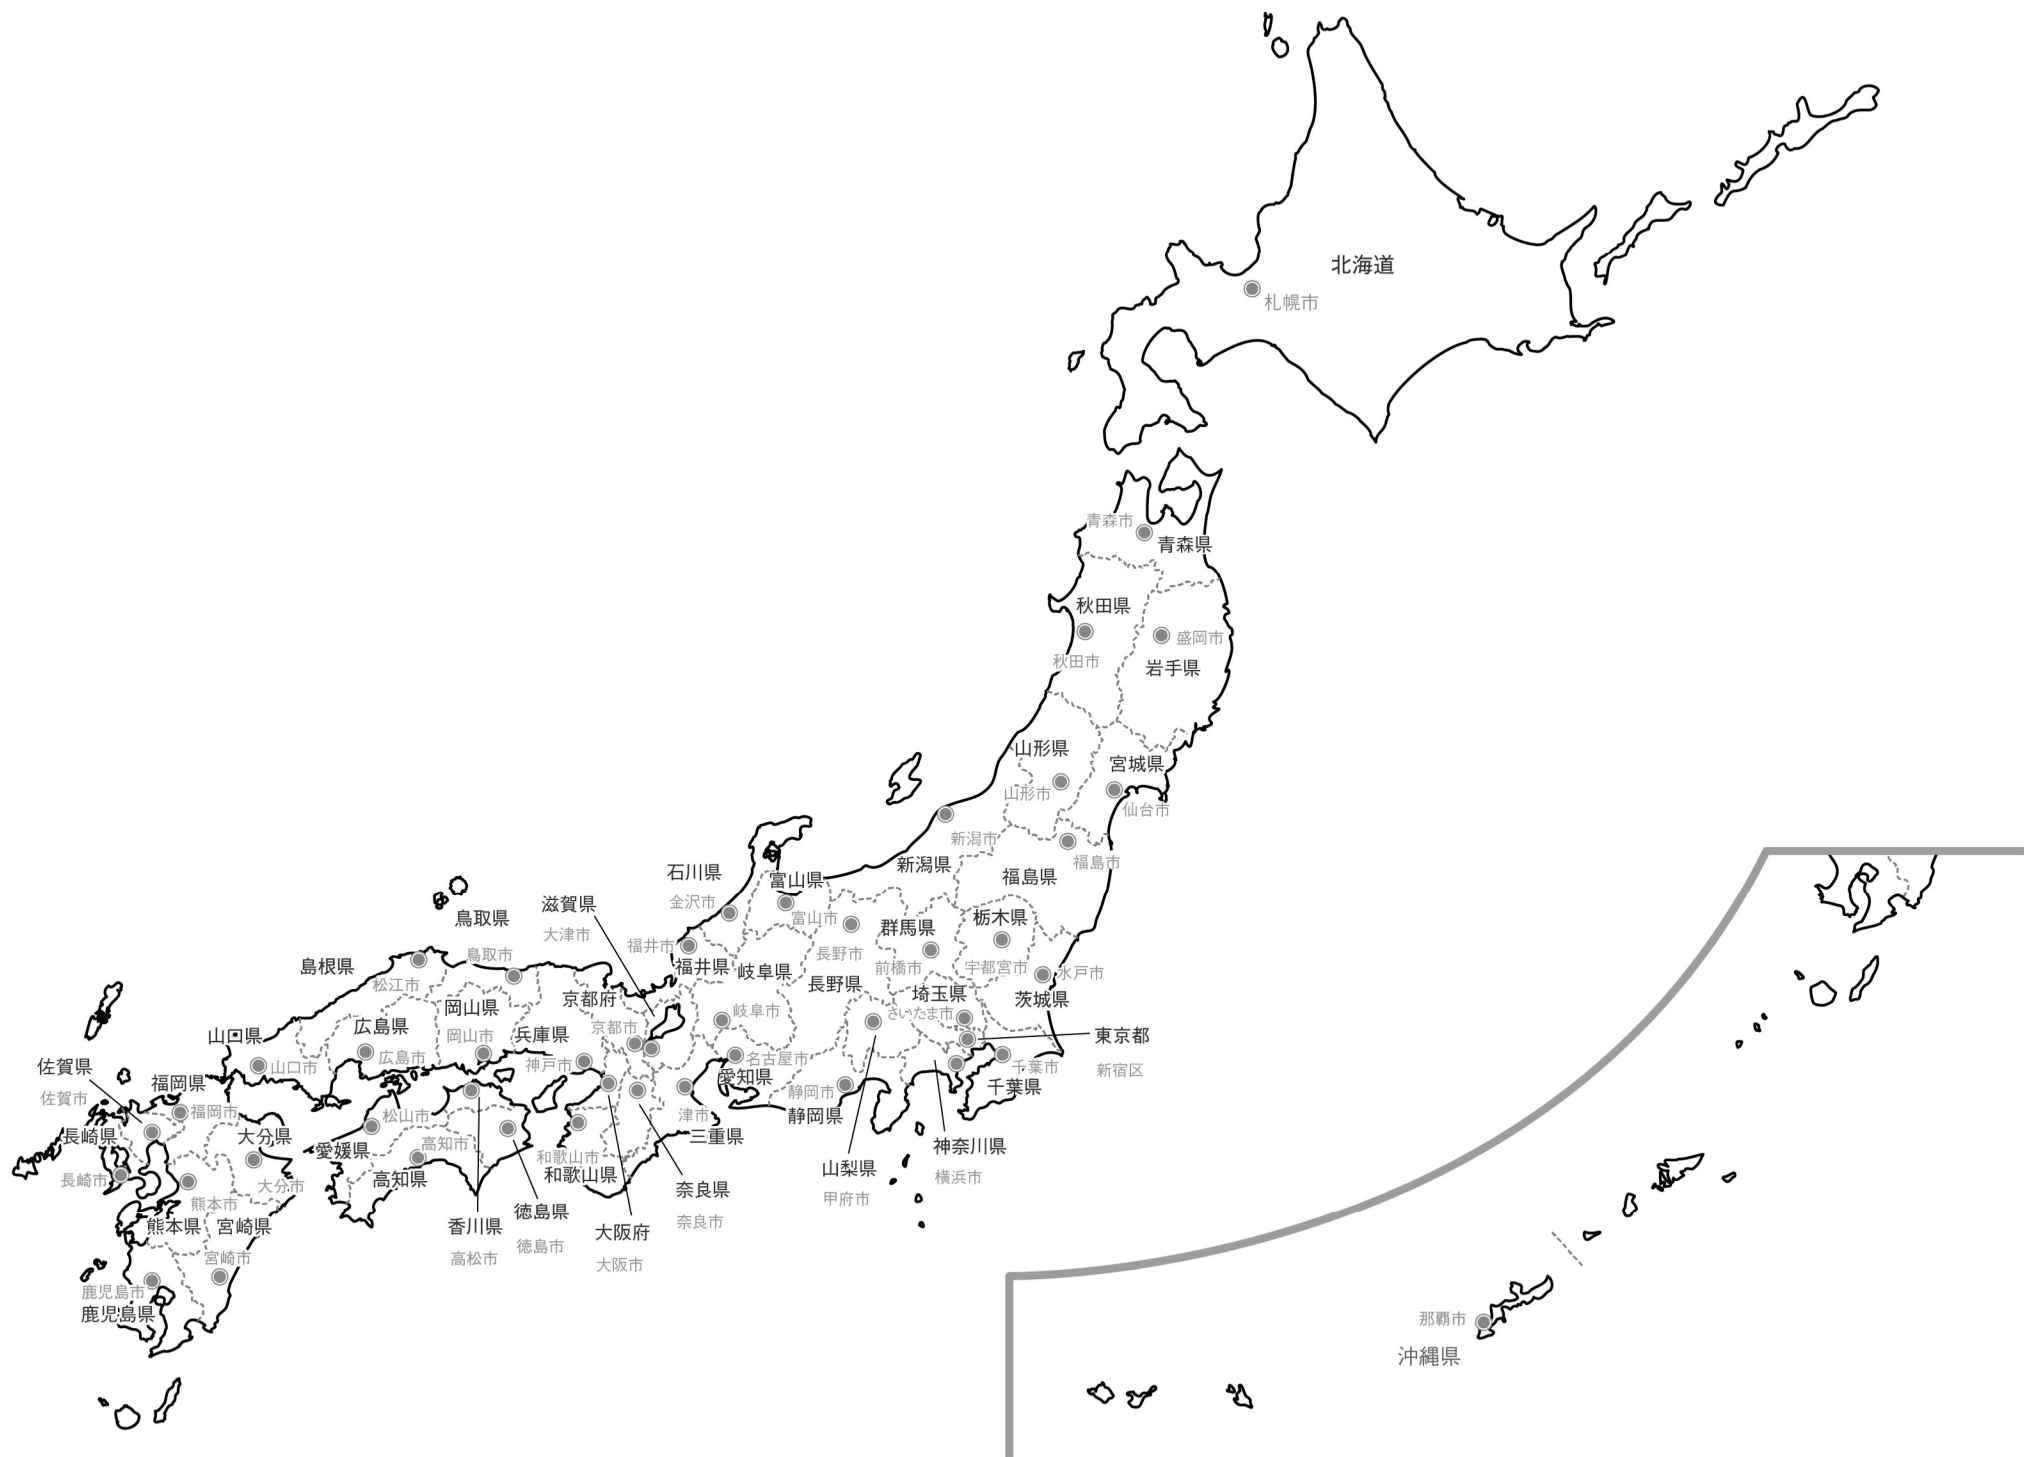 北海道
札幌市
青森市
青森県
秋田県
秋田市
盛岡市
岩手県
山形県
山形市
宮城県
仙台市
新潟市
新潟県
福島市
福島県
石川県
金沢市
富山県
富山市
滋賀県
大津市
福井市
福井県
岐阜県
岐阜市
長野市
長野県
群馬県
前橋市
栃木県
宇都宮市
水戸市
茨城県
埼玉県
さいたま市
東京都
新宿区
千葉市
千葉県
神奈川県
横浜市
山梨県
甲府市
静岡市
静岡県
名古屋市
愛知県
津市
三重県
鳥取県
鳥取市
島根県
松江市
岡山県
岡山市
広島県
広島市
山口県
山口市
京都府
京都市
兵庫県
神戸市
奈良県
奈良市
大阪府
大阪市
和歌山市
和歌山県
徳島県
徳島市
香川県
高松市
松山市
愛媛県
高知市
高知県
佐賀県
佐賀市
福岡県
福岡市
長崎県
長崎市
大分県
大分市
熊本市
熊本県
宮崎県
宮崎市
鹿児島市
鹿児島県
那覇市
沖縄県